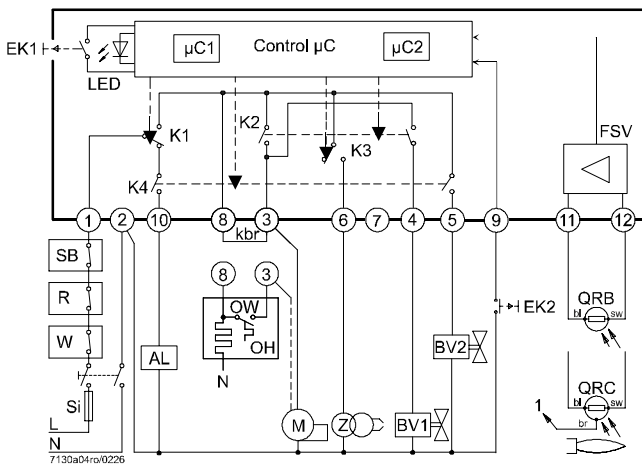 µC1 Control µC µC2
EK1
LED
FSV
K1 K2 K3
K4
1 2 10 8 3 6 7 4 5 9 11 12
kbr
SB
8 3
bl QRB sw
R
OW
EK2
W
OH
BV2
AL
N
QRC
bl sw
Si
1 br
L
M Z BV1
N
7130a04ro/0226